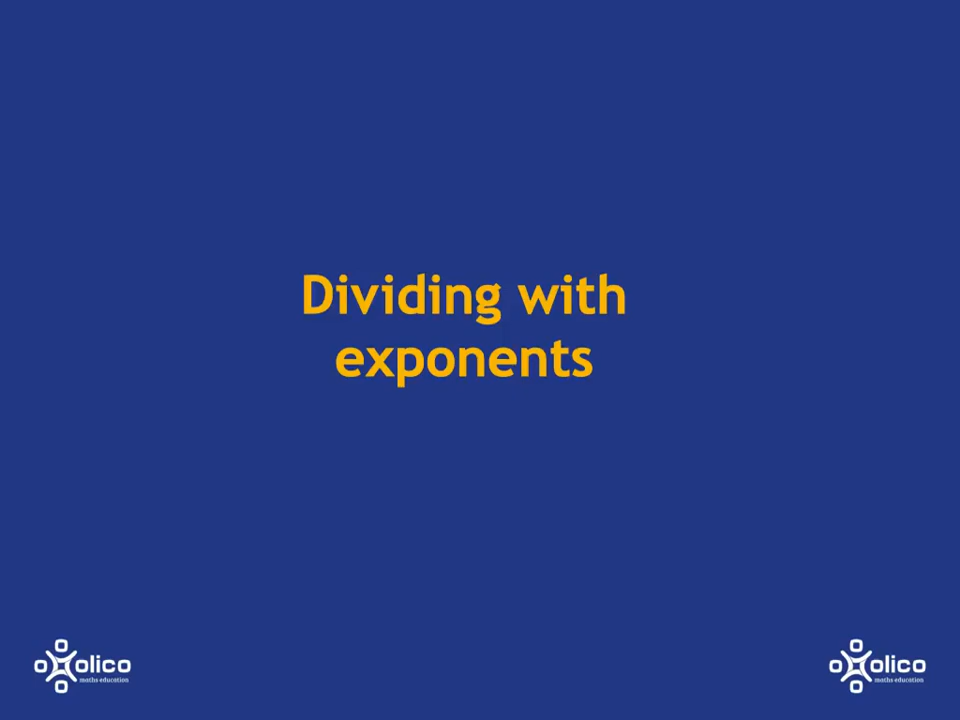 Dividing with
exponents
olico
maths education
olico
maths education